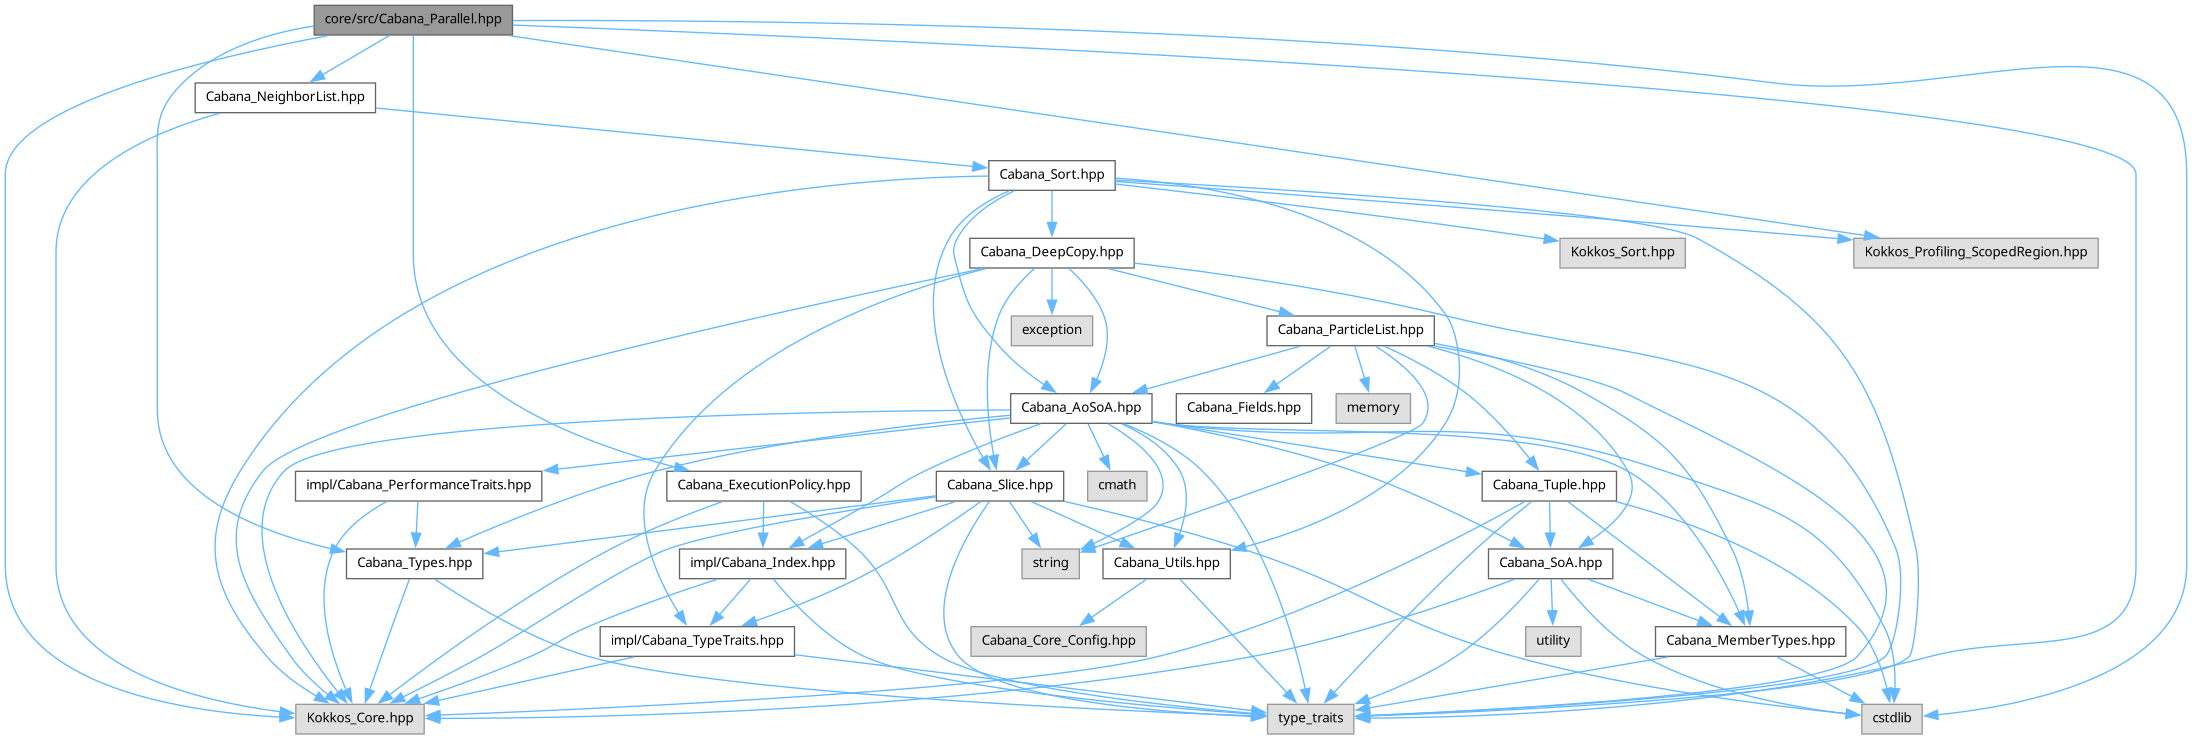 core/src/Cabana_Parallel.hpp
Cabana_NeighborList.hpp
Cabana_Sort.hpp
Cabana_DeepCopy.hpp
Kokkos_Sort.hpp
Kokkos_Profiling_ScopedRegion.hpp
exception
Cabana_ParticleList.hpp
Cabana_AoSoA.hpp
Cabana_Fields.hpp
memory
impl/Cabana_PerformanceTraits.hpp
Cabana_ExecutionPolicy.hpp
Cabana_Slice.hpp
cmath
Cabana_Tuple.hpp
Cabana_Types.hpp
impl/Cabana_Index.hpp
string
Cabana_Utils.hpp
Cabana_SoA.hpp
impl/Cabana_TypeTraits.hpp
Cabana_Core_Config.hpp
utility
Cabana_MemberTypes.hpp
Kokkos_Core.hpp
type_traits
cstdlib